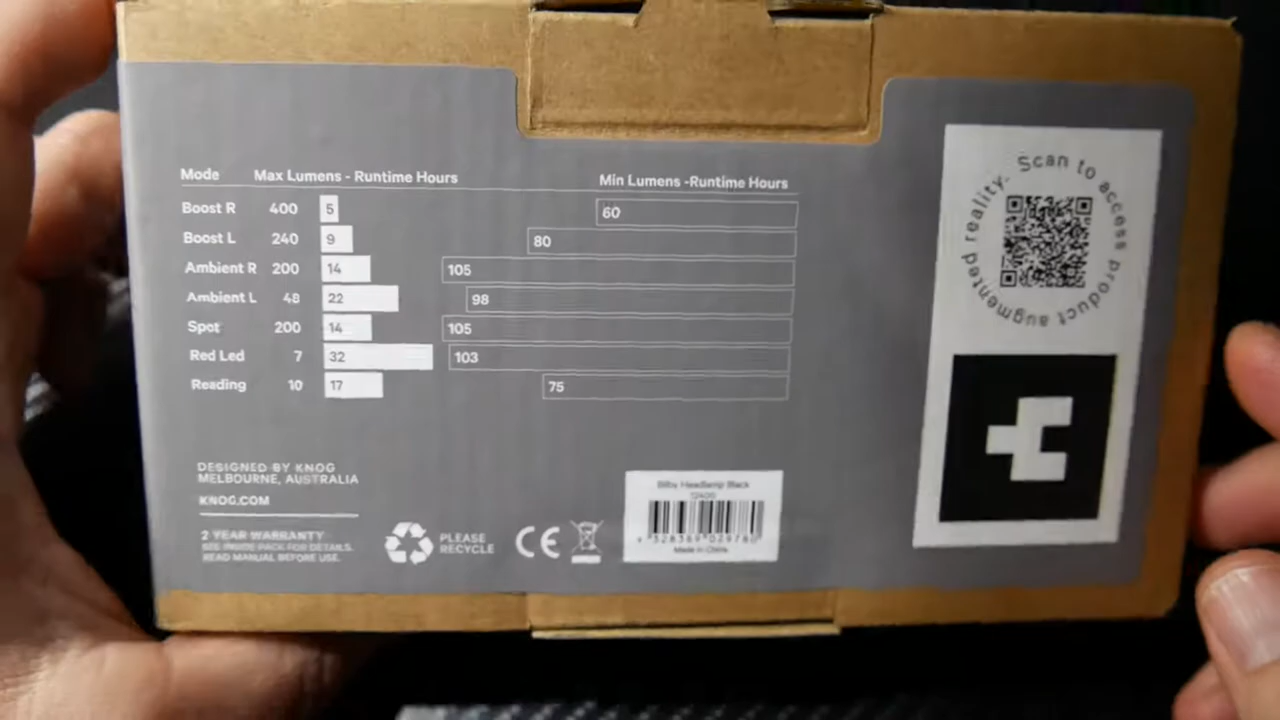 Mode Max Lumens - Runtime Hours Min Lumens -Runtime Hours
Boost R 400 5 60
Boost L 240 9 80
Ambient R 200 14 105
Ambient L 48 22 98
Spot 200 14 105
Red Led 7 32 103
Reading 10 17 75
Scan to access product augmented reality.
DESIGNED BY KNOG
MELBOURNE, AUSTRALIA
KNOG.COM
2 YEAR WARRANTY
SEE INSIDE PACK FOR DETAILS.
READ MANUAL BEFORE USE.
PLEASE
RECYCLE
CE
Bilby Headlamp Black
Made in China